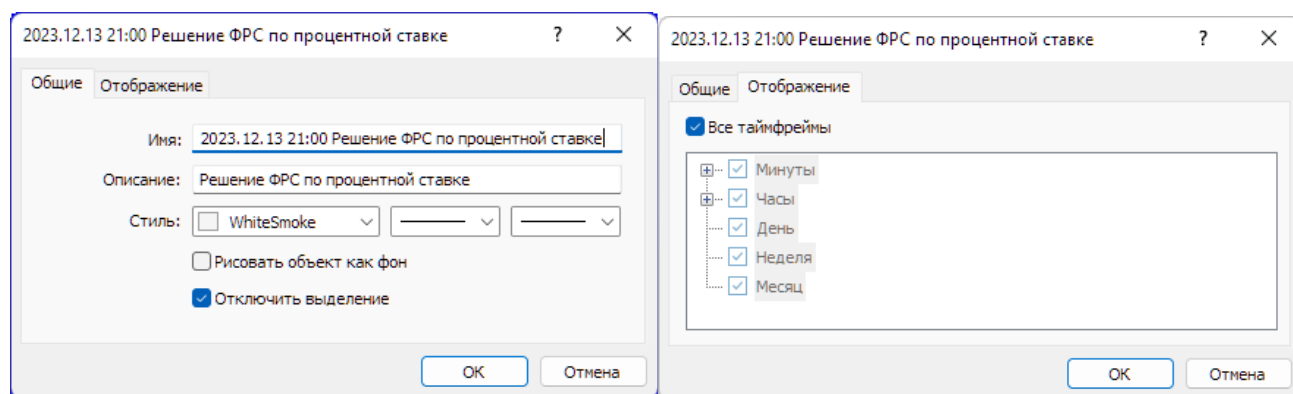 2023.12.13 21:00 Решение ФРС по процентной ставке ?
Общие Отображение
Имя: 2023.12.13 21:00 Решение ФРС по процентной ставке
Описание: Решение ФРС по процентной ставке
Стиль: WhiteSmoke
Рисовать объект как фон
Отключить выделение
OK Отмена
2023.12.13 21:00 Решение ФРС по процентной ставке ?
Общие Отображение
Все таймфреймы
Минуты
Часы
День
Неделя
Месяц
OK Отмена